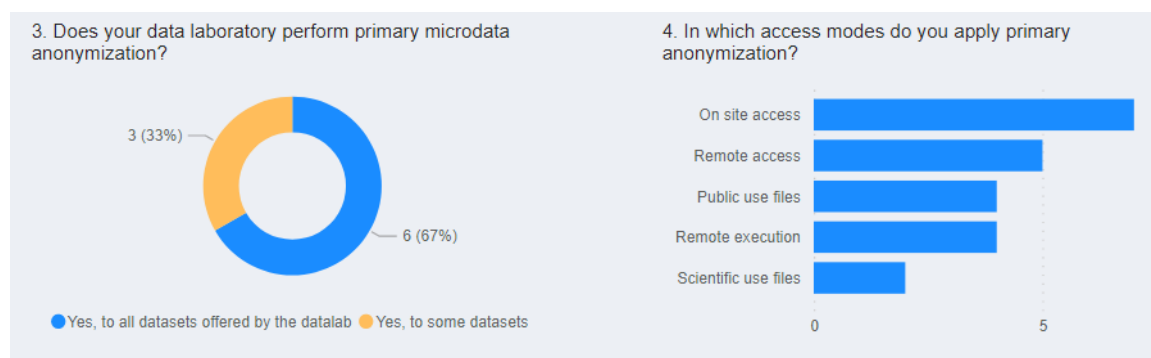 3. Does your data laboratory perform primary microdata
anonymization?
3 (33%)
6 (67%)
Yes, to all datasets offered by the datalab
Yes, to some datasets
4. In which access modes do you apply primary
anonymization?
On site access
Remote access
Public use files
Remote execution
Scientific use files
0
5